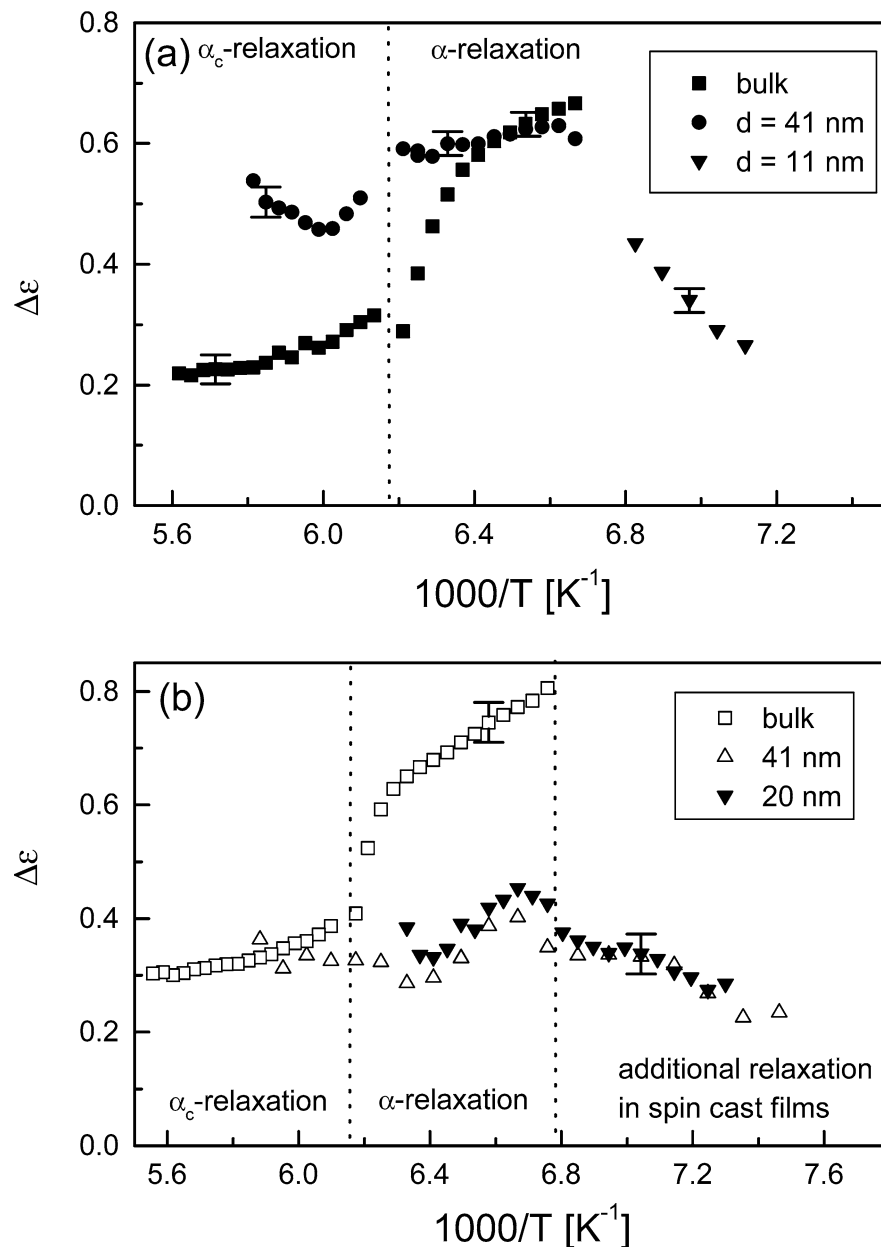 (a)
α_c-relaxation
α-relaxation
bulk
d = 41 nm
d = 11 nm
0.8
0.6
0.4
0.2
0.0
Δε
5.6 6.0 6.4 6.8 7.2
1000/T [K⁻¹]
(b)
bulk
41 nm
20 nm
0.8
0.6
0.4
0.2
0.0
Δε
α_c-relaxation
α-relaxation
additional relaxation
in spin cast films
5.6 6.0 6.4 6.8 7.2 7.6
1000/T [K⁻¹]